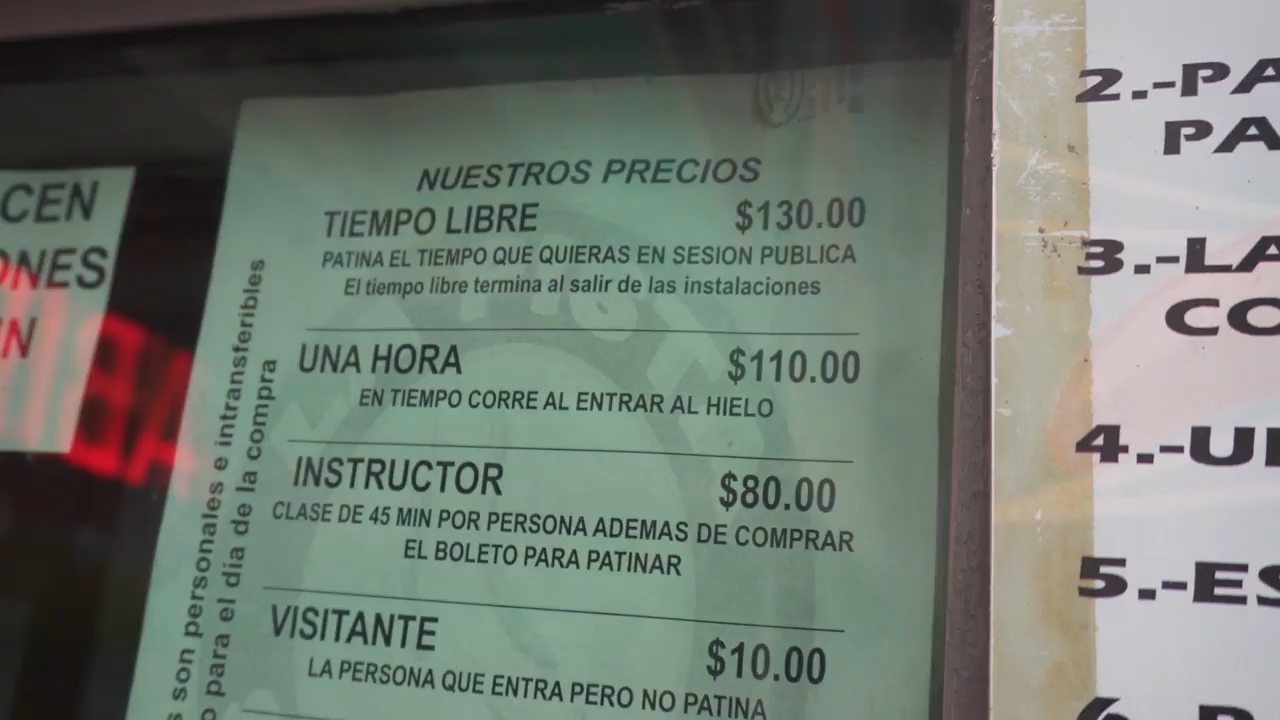 CEN
ONES
N
NUESTROS PRECIOS
TIEMPO LIBRE $130.00
PATINA EL TIEMPO QUE QUIERAS EN SESION PUBLICA
El tiempo libre termina al salir de las instalaciones
UNA HORA $110.00
EN TIEMPO CORRE AL ENTRAR AL HIELO
INSTRUCTOR $80.00
CLASE DE 45 MIN POR PERSONA ADEMAS DE COMPRAR
EL BOLETO PARA PATINAR
VISITANTE $10.00
LA PERSONA QUE ENTRA PERO NO PATINA
s son personales e intransferibles
o para el día de la compra
2.-PA
PA
3.-LA
CO
4.-U
5.-ES